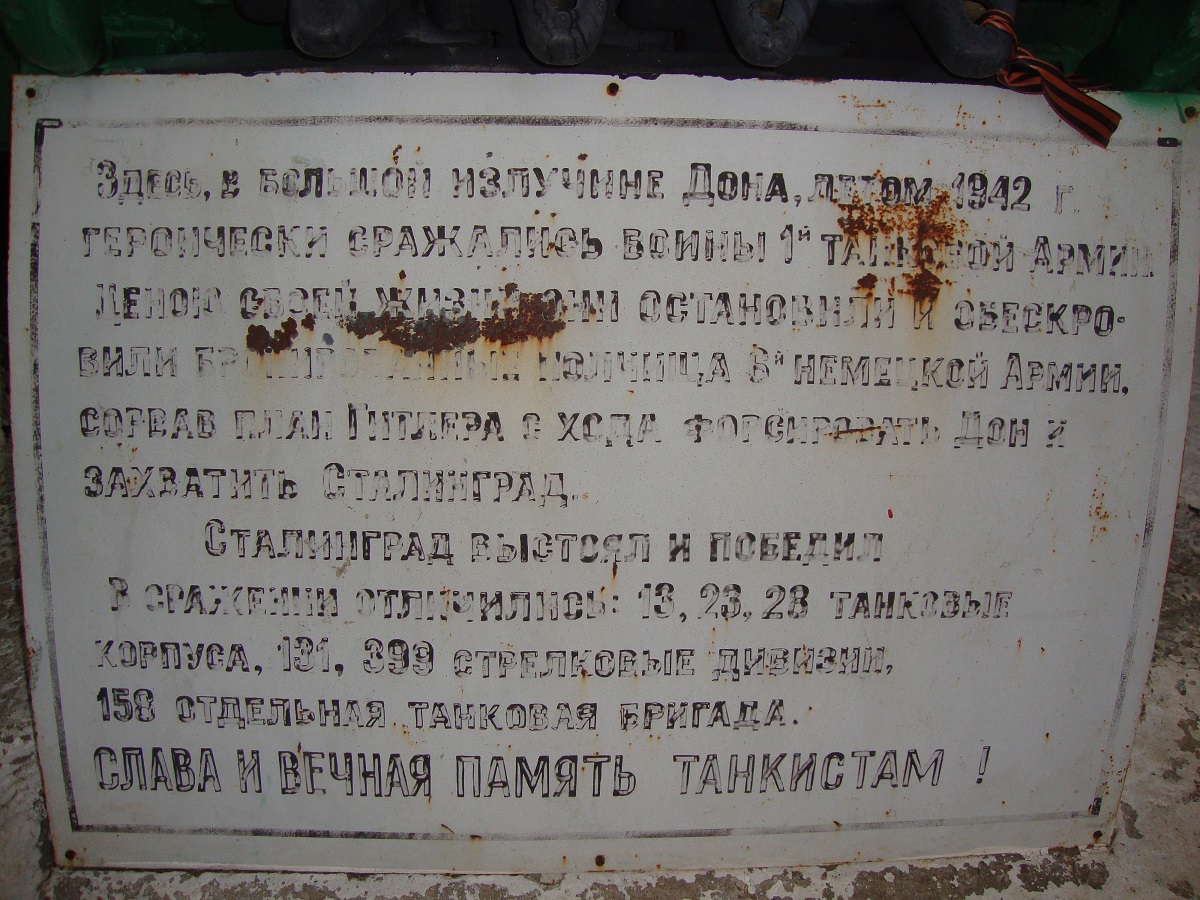 Здесь, в большой излучине Дона, летом 1942 г.
героически сражались воины 1й танковой Армии.
Ценою своей жизни они остановили и обескро-
вили бронированные полчища 6й немецкой Армии,
сорвав план Гитлера с хода форсировать Дон и
захватить Сталинград.
Сталинград выстоял и победил
В сражении отличились: 13, 23, 28 танковые
корпуса, 131, 399 стрелковые дивизии,
158 отдельная танковая бригада.
СЛАВА И ВЕЧНАЯ ПАМЯТЬ ТАНКИСТАМ !